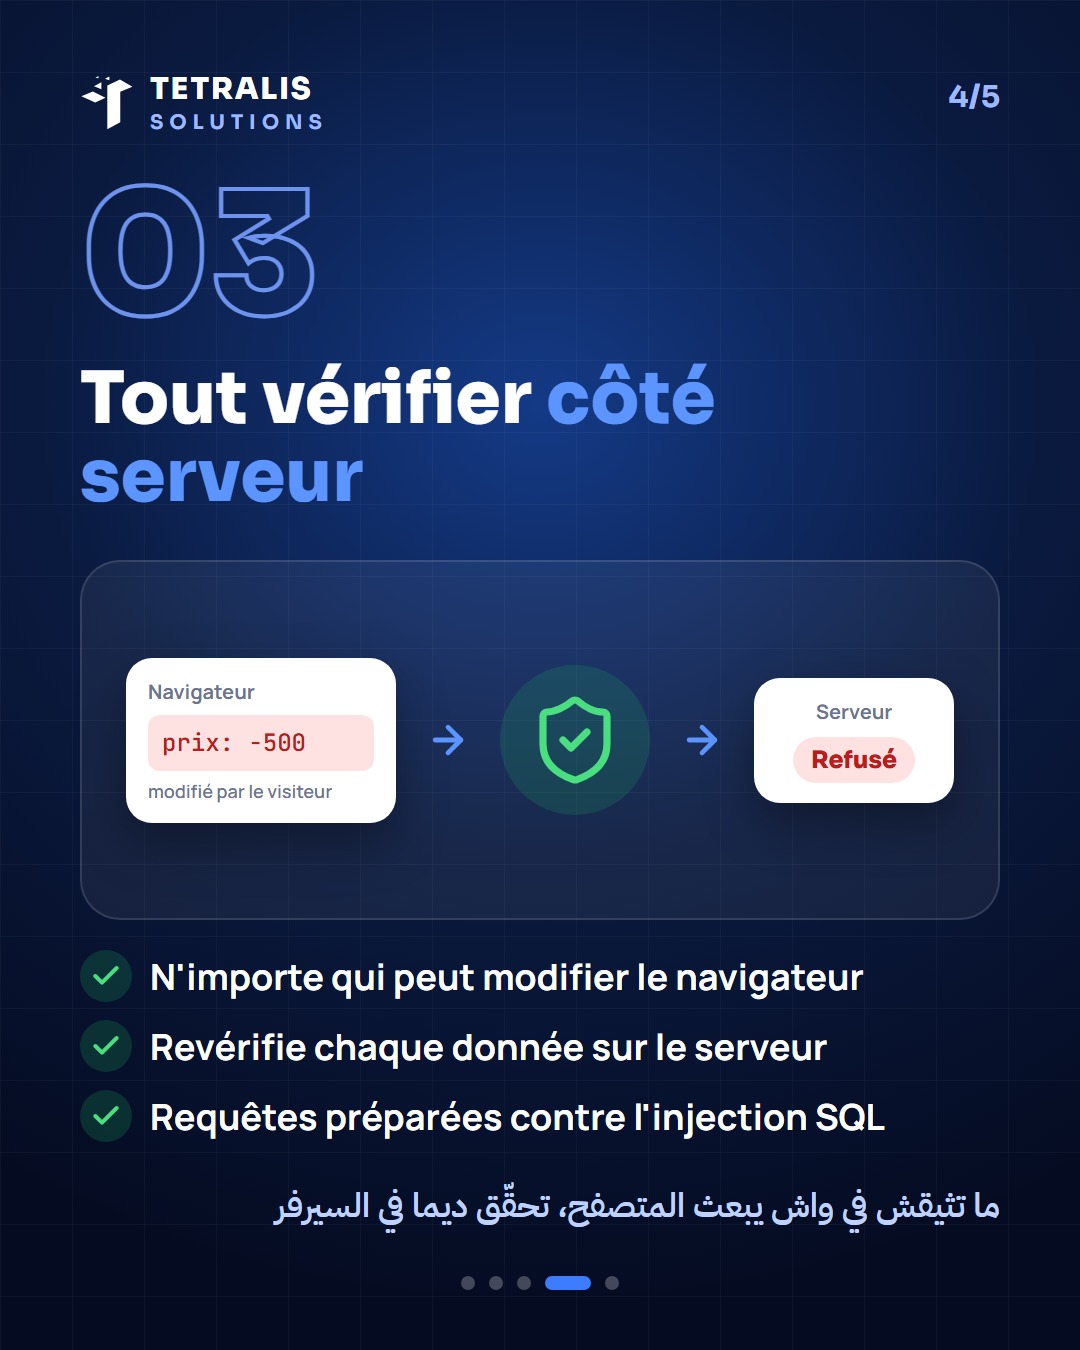 TETRALIS
SOLUTIONS
4/5
03
Tout vérifier côté
serveur
Navigateur
prix: -500
modifié par le visiteur
Serveur
Refusé
N'importe qui peut modifier le navigateur
Revérifie chaque donnée sur le serveur
Requêtes préparées contre l'injection SQL
ما تثيقش في واش يبعث المتصفح، تحقّق ديما في السيرفر